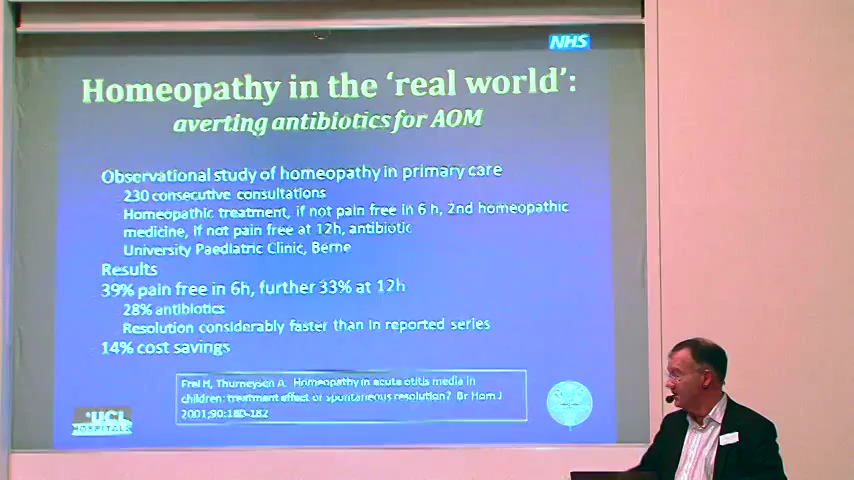 NHS
Homeopathy in the 'real world':
averting antibiotics for AOM
Observational study of homeopathy in primary care
230 consecutive consultations
Homeopathic treatment, if not pain free in 6 h, 2nd homeopathic
medicine, if not pain free at 12h, antibiotic
University Paediatric Clinic, Berne
Results
39% pain free in 6h, further 33% at 12h
28% antibiotics
Resolution considerably faster than in reported series
14% cost savings
Frei H, Thurneysen A. Homeopathy in acute otitis media in
children: treatment effect or spontaneous resolution? Br Hom J
2001;90:180-182
UCL
HOSPITALS